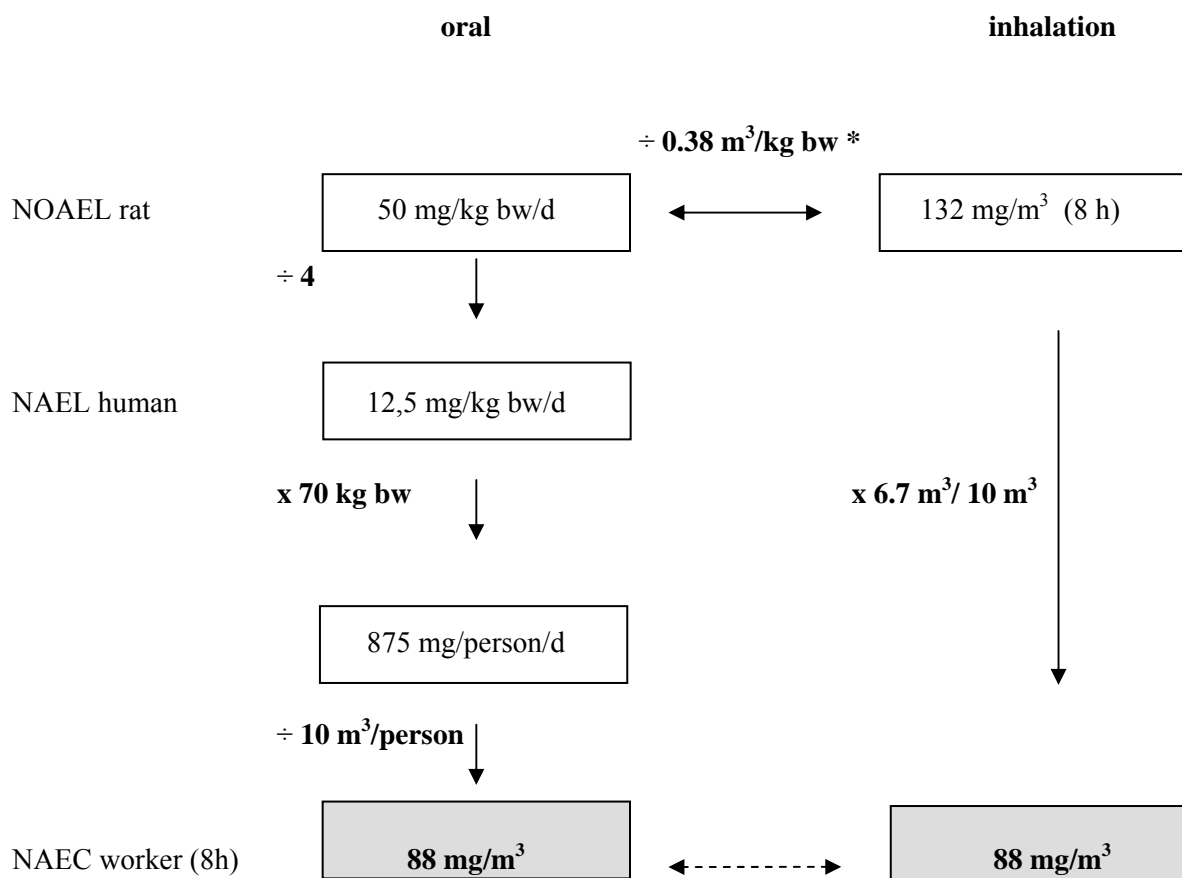 oral inhalation
÷ 0.38 m³/kg bw *
NOAEL rat 50 mg/kg bw/d 132 mg/m³ (8 h)
÷ 4
NAEL human 12,5 mg/kg bw/d
x 70 kg bw x 6.7 m³/ 10 m³
875 mg/person/d
÷ 10 m³/person
NAEC worker (8h) 88 mg/m³ 88 mg/m³